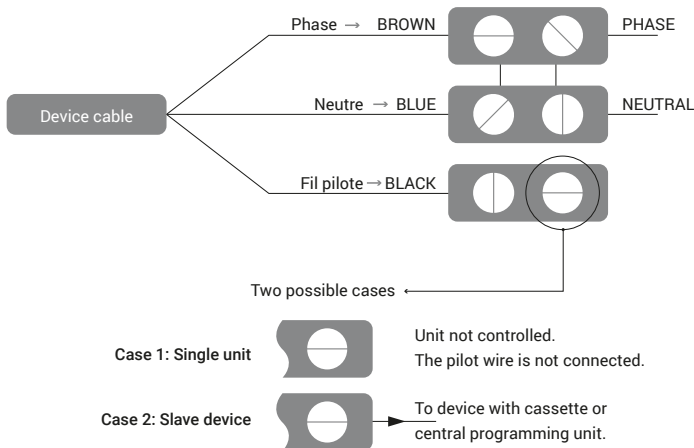 Phase → BROWN
PHASE
Device cable
Neutre → BLUE
NEUTRAL
Fil pilote → BLACK
Two possible cases
Case 1: Single unit
Unit not controlled.
The pilot wire is not connected.
Case 2: Slave device
To device with cassette or
central programming unit.